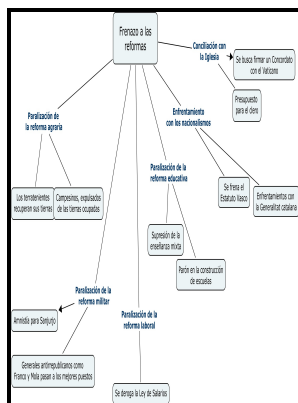 Frenazo a las
reformas
Conciliación con
la Iglesia
Se busca firmar un Concordato
con el Vaticano
Presupuesto
para el clero
Paralización de
la reforma agraria
Enfrentamiento
con los nacionalismos
Paralización de la
reforma educativa
Los terratenientes
recuperan sus tierras
Campesinos, expulsados
de las tierras ocupadas
Se frena el
Estatuto Vasco
Enfrentamientos con
la Generalitat catalana
Supresión de la
enseñanza mixta
Parón en la construcción
de escuelas
Paralización de la
reforma militar
Amnistía para Sanjurjo
Paralización de la
reforma laboral
Generales antirrepublicanos como
Franco y Mola pasan a los mejores puestos
Se deroga la Ley de Salarios